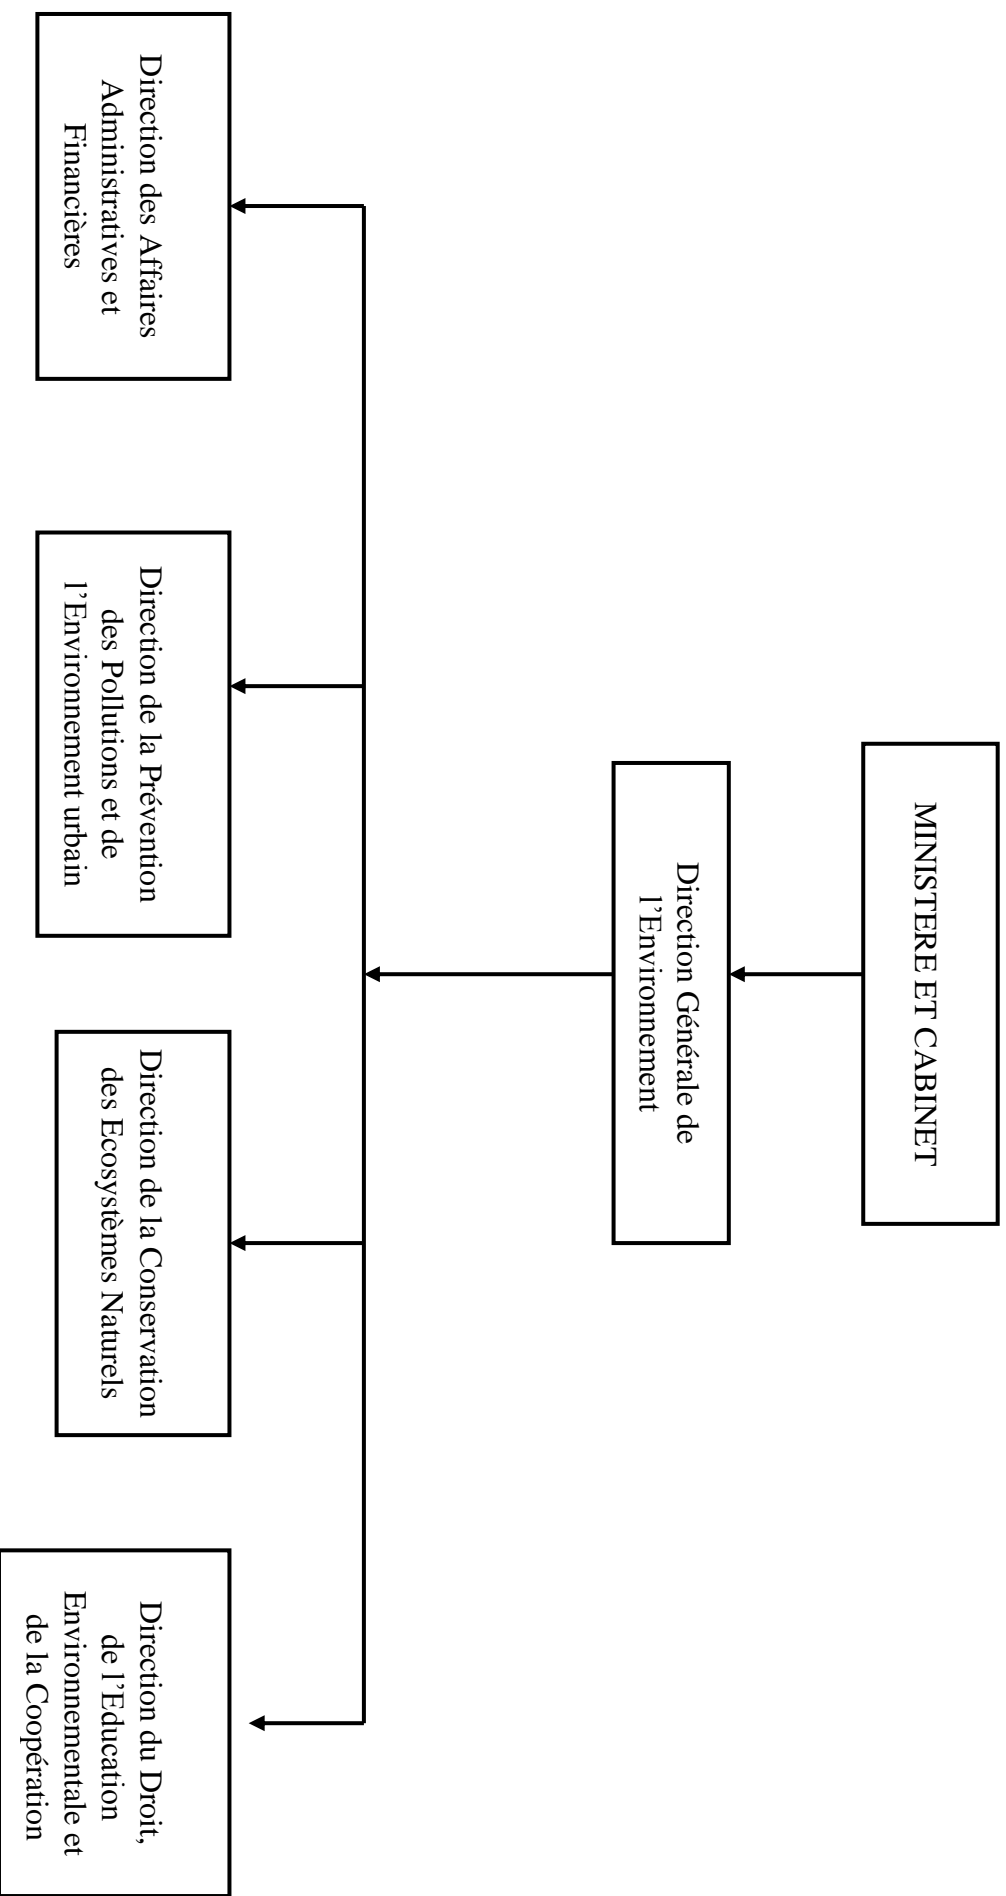 MINISTERE ET CABINET
Direction Générale de
l’Environnement
Direction des Affaires
Administratives et
Financières
Direction de la Prévention
des Pollutions et de
l’Environnement urbain
Direction de la Conservation
des Ecosystèmes Naturels
Direction du Droit,
de l’Education
Environnementale et
de la Coopération